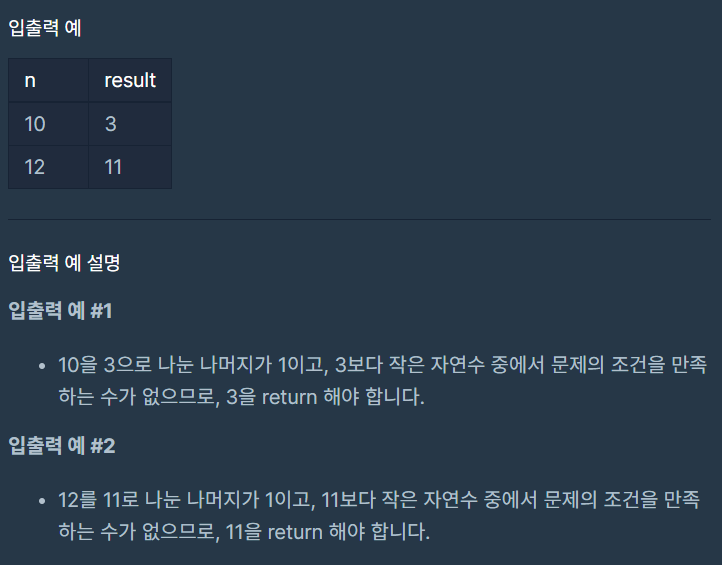 입출력 예
n result
10 3
12 11
입출력 예 설명
입출력 예 #1
• 10을 3으로 나눈 나머지가 1이고, 3보다 작은 자연수 중에서 문제의 조건을 만족
하는 수가 없으므로, 3을 return 해야 합니다.
입출력 예 #2
• 12를 11로 나눈 나머지가 1이고, 11보다 작은 자연수 중에서 문제의 조건을 만족
하는 수가 없으므로, 11을 return 해야 합니다.